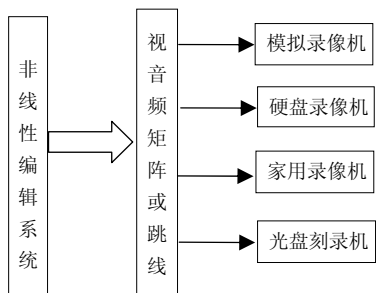 非线性编辑系统
视音频矩阵或跳线
模拟录像机
硬盘录像机
家用录像机
光盘刻录机